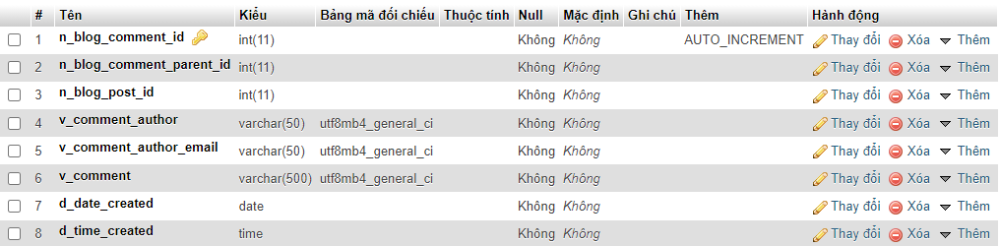 # Tên Kiểu Bảng mã đối chiếu Thuộc tính Null Mặc định Ghi chú Thêm Hành động
1 n_blog_comment_id int(11) Không Không AUTO_INCREMENT Thay đổi Xóa Thêm
2 n_blog_comment_parent_id int(11) Không Không Thay đổi Xóa Thêm
3 n_blog_post_id int(11) Không Không Thay đổi Xóa Thêm
4 v_comment_author varchar(50) utf8mb4_general_ci Không Không Thay đổi Xóa Thêm
5 v_comment_author_email varchar(50) utf8mb4_general_ci Không Không Thay đổi Xóa Thêm
6 v_comment varchar(500) utf8mb4_general_ci Không Không Thay đổi Xóa Thêm
7 d_date_created date Không Không Thay đổi Xóa Thêm
8 d_time_created time Không Không Thay đổi Xóa Thêm